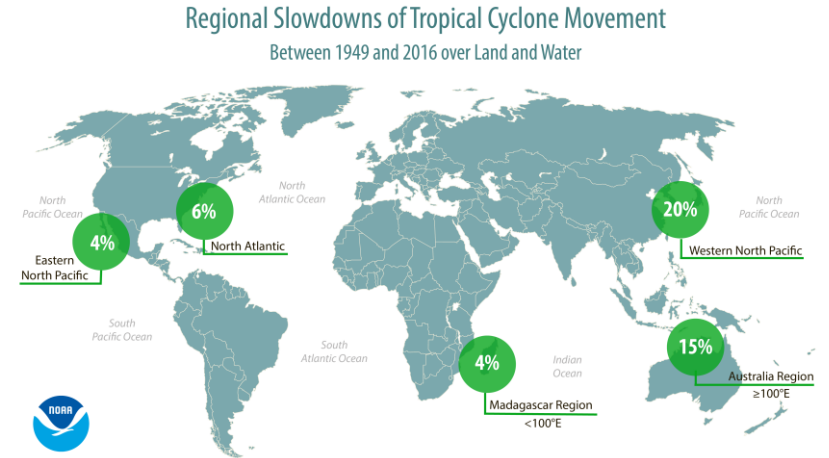 Regional Slowdowns of Tropical Cyclone Movement
Between 1949 and 2016 over Land and Water
North
Pacific Ocean
North
Atlantic Ocean
North
Pacific Ocean
6%
North Atlantic
20%
Western North Pacific
4%
Eastern
North Pacific
South
Pacific Ocean
South
Atlantic Ocean
4%
Madagascar Region
<100°E
Indian
Ocean
15%
Australia Region
≥100°E
NOAA